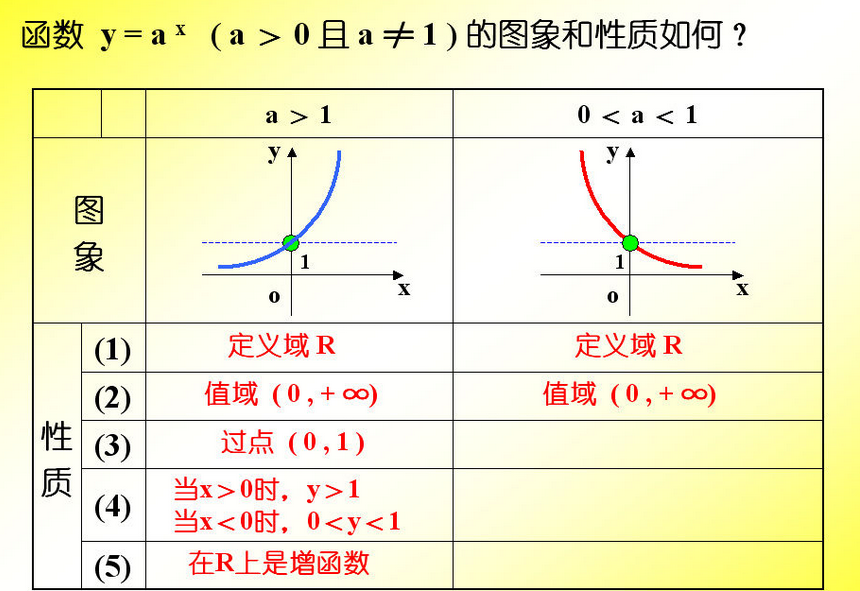 函数 y = a x ( a > 0 且 a ≠ 1 ) 的图象和性质如何？
a > 1
0 < a < 1
图象
y
1
o
x
y
1
o
x
性质
(1)
定义域 R
定义域 R
(2)
值域 ( 0 , + ∞)
值域 ( 0 , + ∞)
(3)
过点 ( 0 , 1 )
(4)
当x＞0时，y＞1
当x＜0时，0＜y＜1
(5)
在R上是增函数